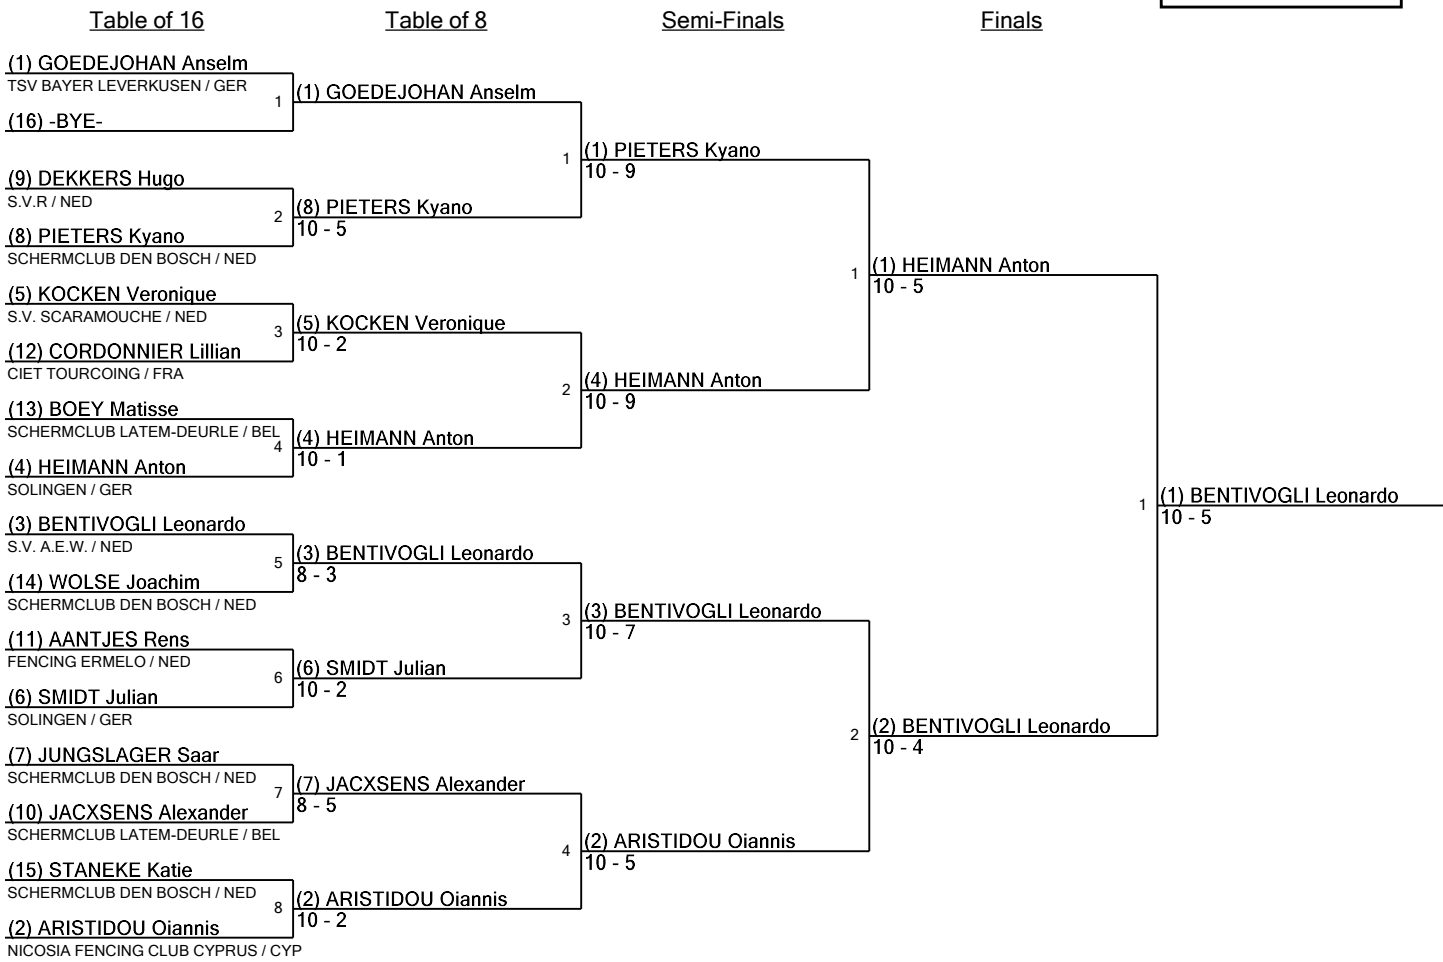 Table of 16
Table of 8
Semi-Finals
Finals
(1) GOEDEJOHAN Anselm
TSV BAYER LEVERKUSEN / GER
1
(16) -BYE-
(9) DEKKERS Hugo
S.V.R / NED
2
(8) PIETERS Kyano
SCHERMCLUB DEN BOSCH / NED
(5) KOCKEN Veronique
S.V. SCARAMOUCHE / NED
3
(12) CORDONNIER Lillian
CIET TOURCOING / FRA
(13) BOEY Matisse
SCHERMCLUB LATEM-DEURLE / BEL
4
(4) HEIMANN Anton
SOLINGEN / GER
(3) BENTIVOGLI Leonardo
S.V. A.E.W. / NED
5
(14) WOLSE Joachim
SCHERMCLUB DEN BOSCH / NED
(11) AANTJES Rens
FENCING ERMELO / NED
6
(6) SMIDT Julian
SOLINGEN / GER
(7) JUNGSLAGER Saar
SCHERMCLUB DEN BOSCH / NED
7
(10) JACXSENS Alexander
SCHERMCLUB LATEM-DEURLE / BEL
(15) STANEKE Katie
SCHERMCLUB DEN BOSCH / NED
8
(2) ARISTIDOU Oiannis
NICOSIA FENCING CLUB CYPRUS / CYP
(1) GOEDEJOHAN Anselm
1
(8) PIETERS Kyano
10 - 5
(5) KOCKEN Veronique
10 - 2
2
(4) HEIMANN Anton
10 - 1
(3) BENTIVOGLI Leonardo
8 - 3
3
(6) SMIDT Julian
10 - 2
(7) JACXSENS Alexander
8 - 5
4
(2) ARISTIDOU Oiannis
10 - 2
(1) PIETERS Kyano
10 - 9
1
(4) HEIMANN Anton
10 - 9
(3) BENTIVOGLI Leonardo
10 - 7
2
(2) ARISTIDOU Oiannis
10 - 5
(1) HEIMANN Anton
10 - 5
1
(2) BENTIVOGLI Leonardo
10 - 4
(1) BENTIVOGLI Leonardo
10 - 5